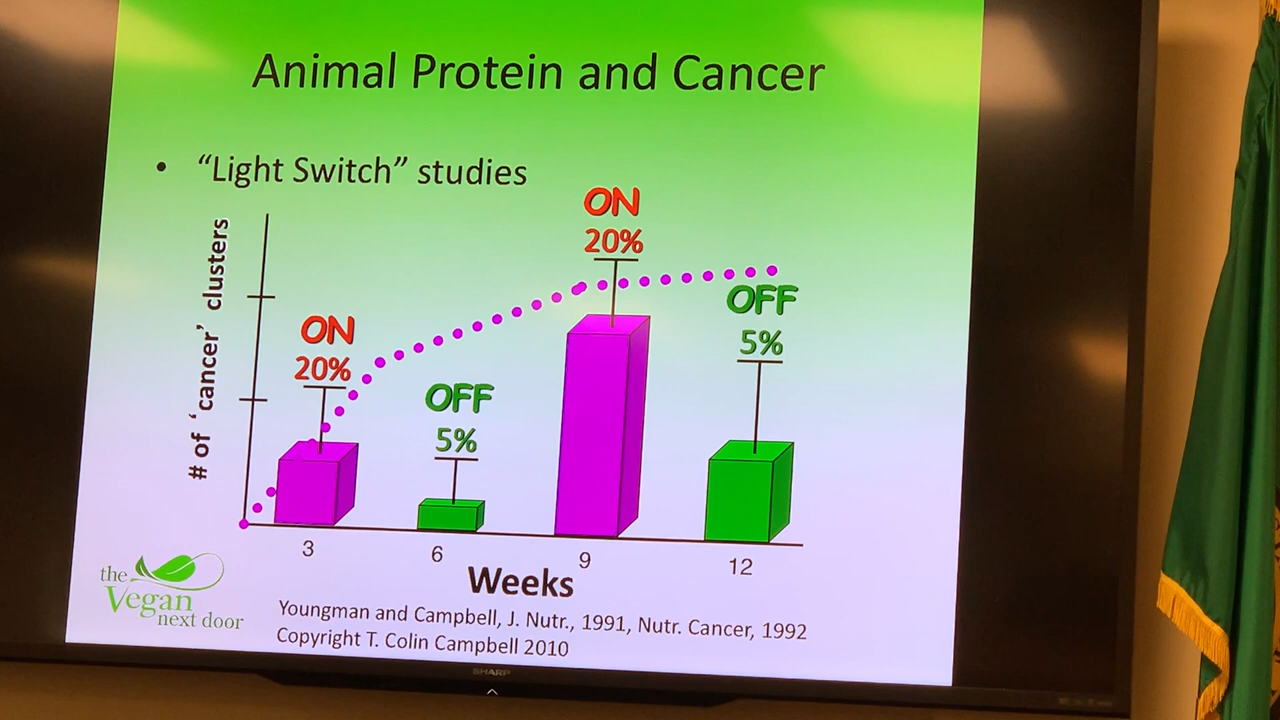 Animal Protein and Cancer
• “Light Switch” studies
# of ‘cancer’ clusters
ON
20%
OFF
5%
ON
20%
OFF
5%
3
6
9
12
Weeks
the
Vegan
next door
Youngman and Campbell, J. Nutr., 1991, Nutr. Cancer, 1992
Copyright T. Colin Campbell 2010
SHARP